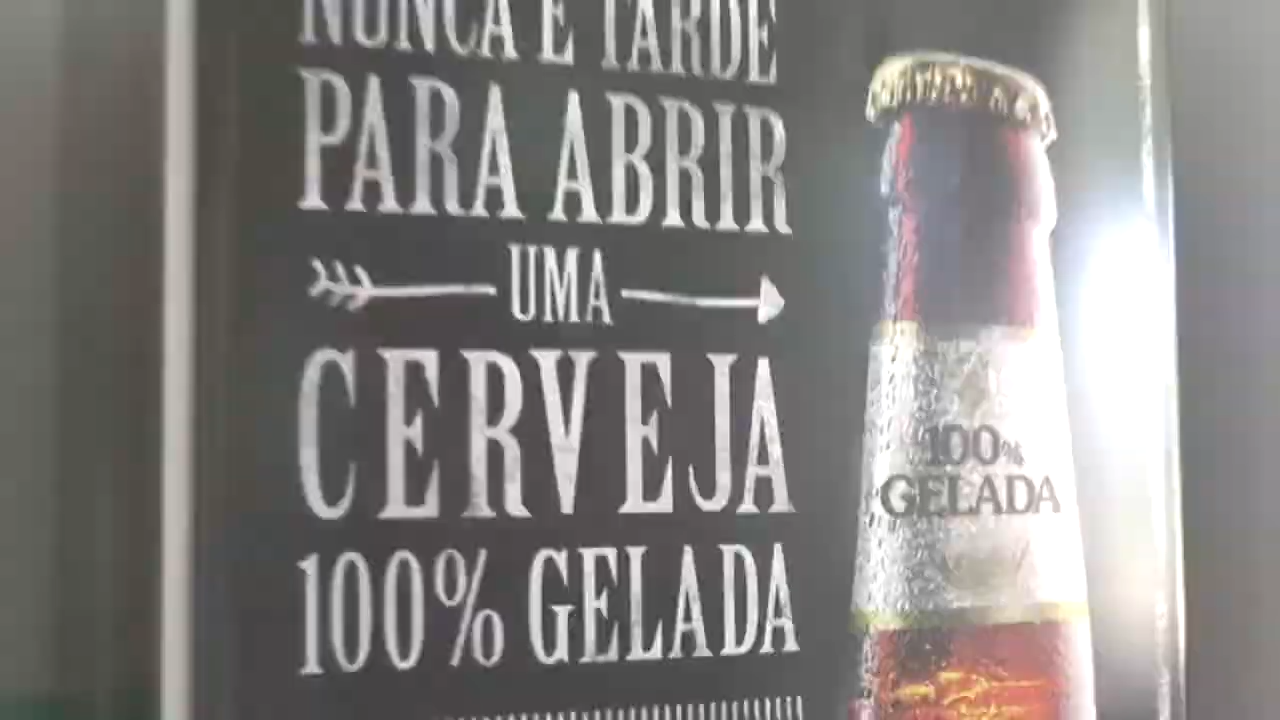 NUNCA É TARDE
PARA ABRIR
UMA
CERVEJA
100% GELADA
100%
GELADA